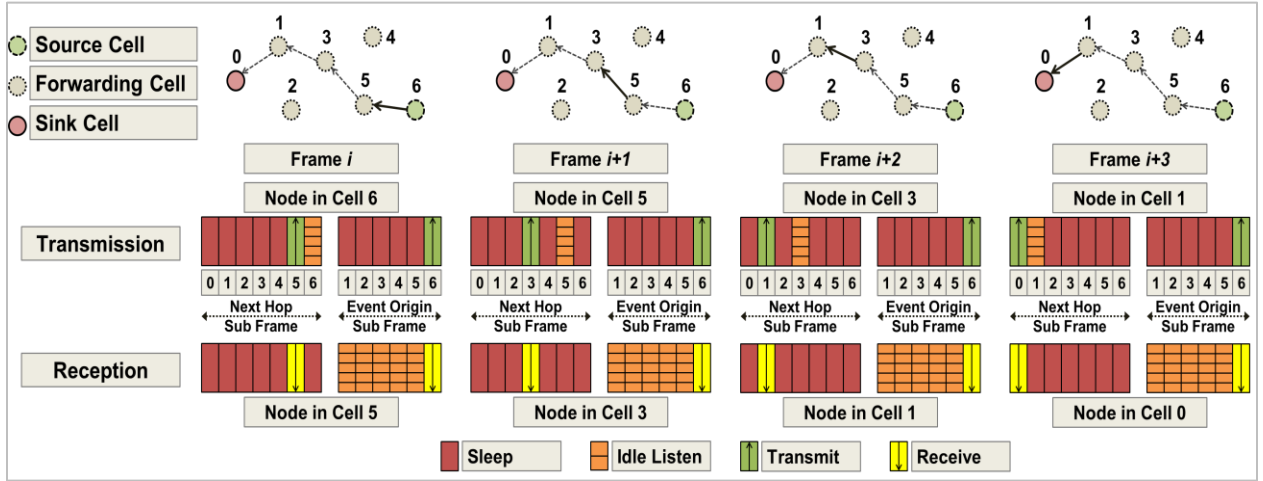 Source Cell
Forwarding Cell
Sink Cell
0 1 2 3 4 5 6
0 1 2 3 4 5 6
0 1 2 3 4 5 6
0 1 2 3 4 5 6
Frame i
Frame i+1
Frame i+2
Frame i+3
Node in Cell 6
Node in Cell 5
Node in Cell 3
Node in Cell 1
Transmission
0 1 2 3 4 5 6
1 2 3 4 5 6
0 1 2 3 4 5 6
1 2 3 4 5 6
0 1 2 3 4 5 6
1 2 3 4 5 6
0 1 2 3 4 5 6
1 2 3 4 5 6
Next Hop
Sub Frame
Event Origin
Sub Frame
Next Hop
Sub Frame
Event Origin
Sub Frame
Next Hop
Sub Frame
Event Origin
Sub Frame
Next Hop
Sub Frame
Event Origin
Sub Frame
Reception
Node in Cell 5
Node in Cell 3
Node in Cell 1
Node in Cell 0
Sleep
Idle Listen
Transmit
Receive